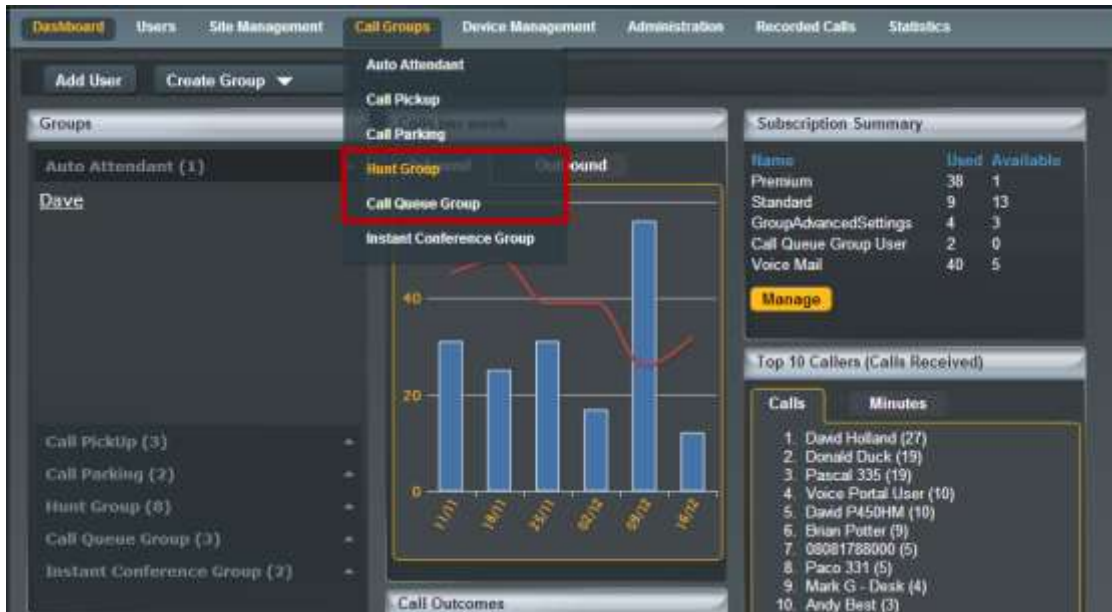 Dashboard Users Site Management Call Groups Device Management Administration Recorded Calls Statistics
Add User Create Group
Auto Attendant
Call Pickup
Call Parking
Hunt Group
Call Queue Group
Instant Conference Group
Groups
Auto Attendant (1)
Dave
Call PickUp (3)
Call Parking (2)
Hunt Group (8)
Call Queue Group (3)
Instant Conference Group (2)
40
20
0
11/11 18/11 25/11 02/12 09/12 16/12
Call Outcomes
Subscription Summary
Name Used Available
Premium 38 1
Standard 9 13
GroupAdvancedSettings 4 3
Call Queue Group User 2 0
Voice Mail 40 5
Manage
Top 10 Callers (Calls Received)
Calls Minutes
1. David Holland (27)
2. Donald Duck (19)
3. Pascal 335 (19)
4. Voice Portal User (10)
5. David P450HM (10)
6. Brian Potter (9)
7. 08081788000 (5)
8. Paco 331 (5)
9. Mark G - Desk (4)
10. Andy Best (3)